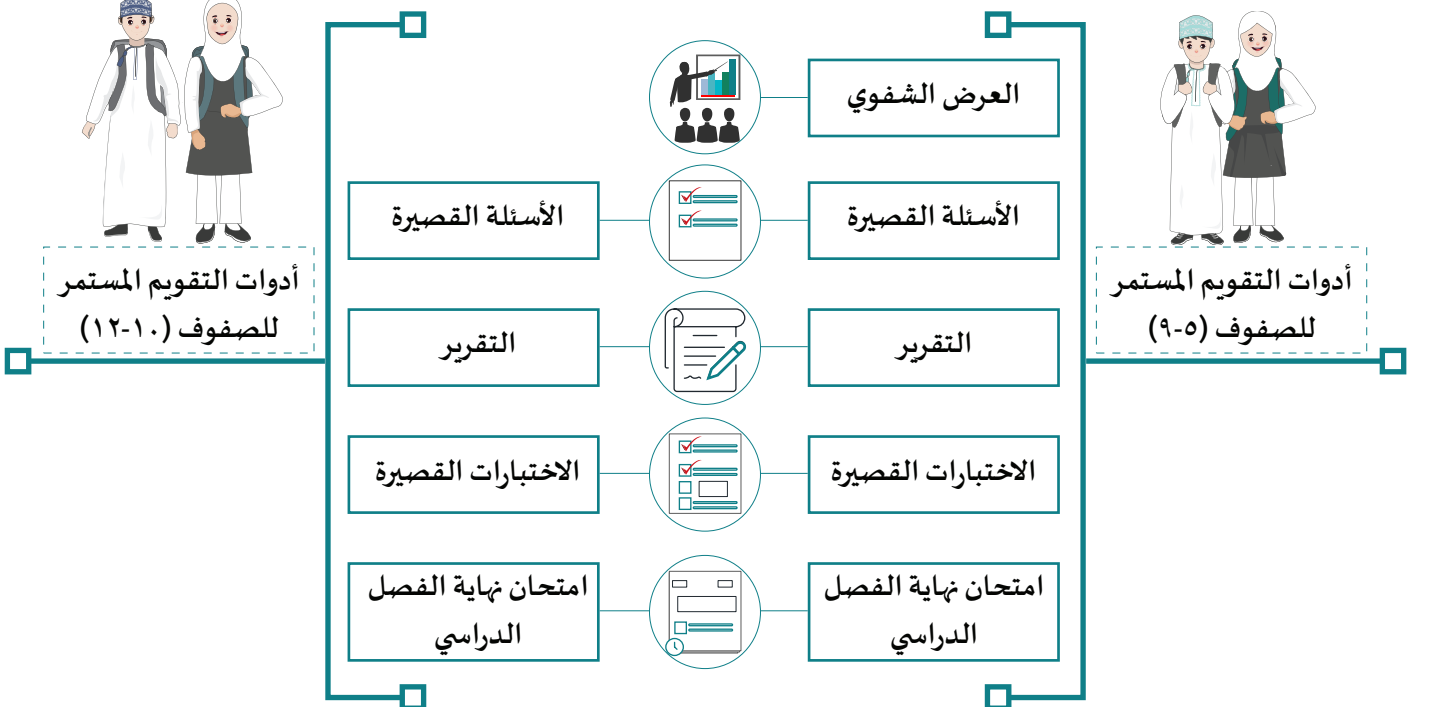 أدوات التقويم المستمر
للصفوف (٥-٩)
العرض الشفوي
الأسئلة القصيرة
التقرير
الاختبارات القصيرة
امتحان نهاية الفصل
الدراسي
أدوات التقويم المستمر
للصفوف (١٠-١٢)
الأسئلة القصيرة
التقرير
الاختبارات القصيرة
امتحان نهاية الفصل
الدراسي